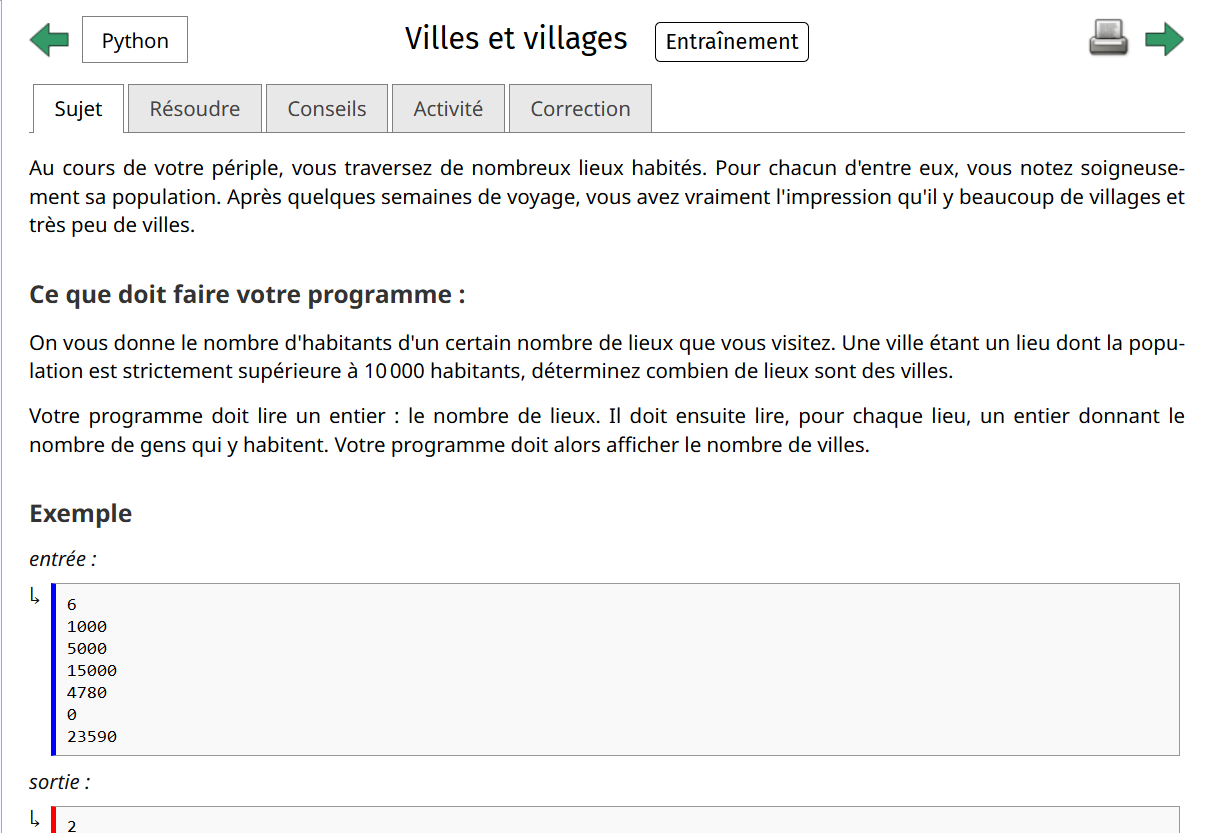 Python
Villes et villages
Entraînement
Sujet
Résoudre
Conseils
Activité
Correction
Au cours de votre périple, vous traversez de nombreux lieux habités. Pour chacun d'entre eux, vous notez soigneuse-
ment sa population. Après quelques semaines de voyage, vous avez vraiment l'impression qu'il y beaucoup de villages et
très peu de villes.
Ce que doit faire votre programme :
On vous donne le nombre d'habitants d'un certain nombre de lieux que vous visitez. Une ville étant un lieu dont la popu-
lation est strictement supérieure à 10 000 habitants, déterminez combien de lieux sont des villes.
Votre programme doit lire un entier : le nombre de lieux. Il doit ensuite lire, pour chaque lieu, un entier donnant le
nombre de gens qui y habitent. Votre programme doit alors afficher le nombre de villes.
Exemple
entrée :
6
1000
5000
15000
4780
0
23590
sortie :
2